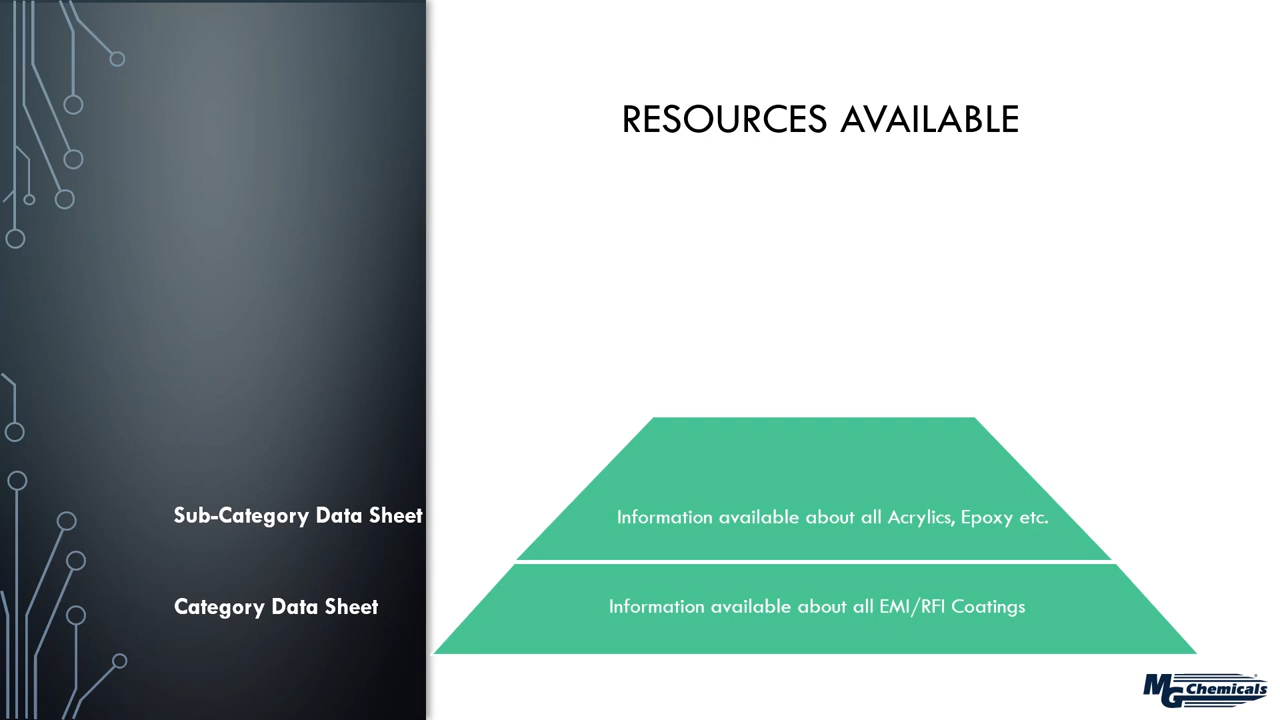 RESOURCES AVAILABLE
Sub-Category Data Sheet
Information available about all Acrylics, Epoxy etc.
Category Data Sheet
Information available about all EMI/RFI Coatings
MG Chemicals